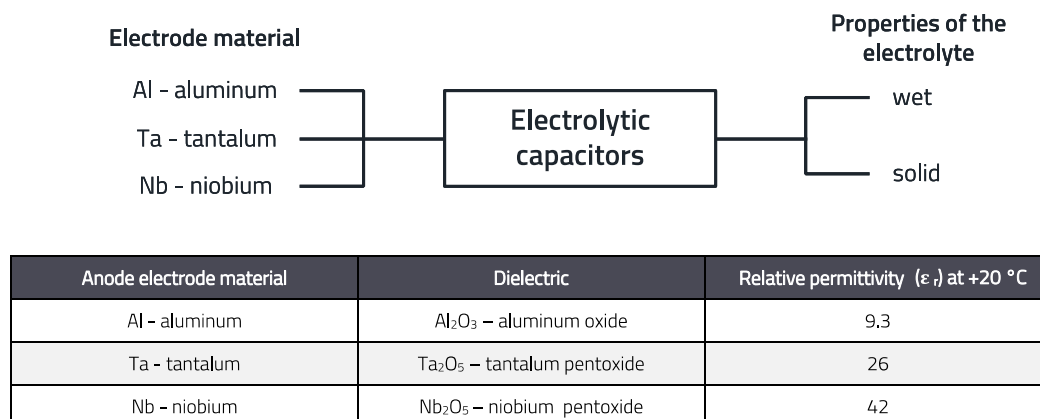 Electrode material
Properties of the
electrolyte
Al - aluminum
Ta - tantalum
Nb - niobium
Electrolytic
capacitors
wet
solid
Anode electrode material Dielectric Relative permittivity (ε r) at +20 °C
Al - aluminum Al₂O₃ – aluminum oxide 9.3
Ta - tantalum Ta₂O₅ – tantalum pentoxide 26
Nb - niobium Nb₂O₅ – niobium pentoxide 42